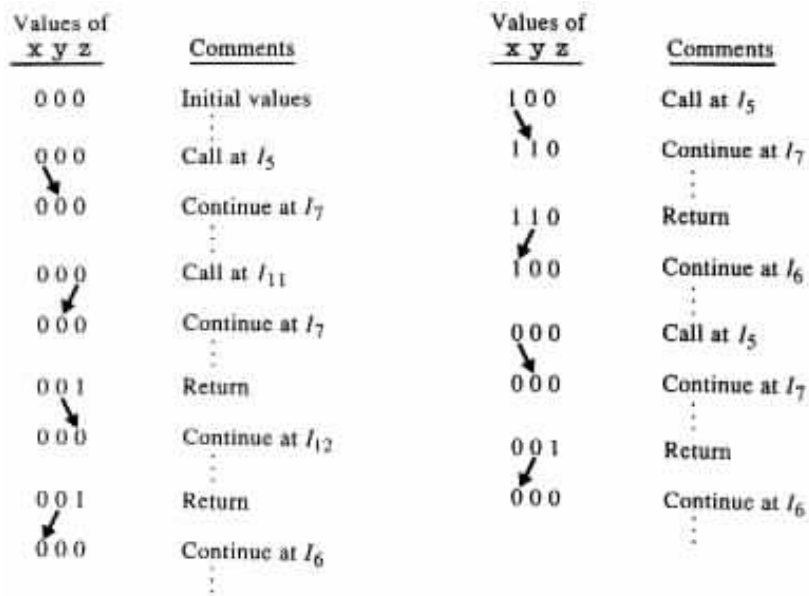 Values of
x y z Comments
0 0 0 Initial values
0 0 0 Call at I5
0 0 0 Continue at I7
0 0 0 Call at I11
0 0 0 Continue at I7
0 0 1 Return
0 0 0 Continue at I12
0 0 1 Return
0 0 0 Continue at I6
Values of
x y z Comments
1 0 0 Call at I5
1 1 0 Continue at I7
1 1 0 Return
1 0 0 Continue at I6
0 0 0 Call at I5
0 0 0 Continue at I7
0 0 1 Return
0 0 0 Continue at I6